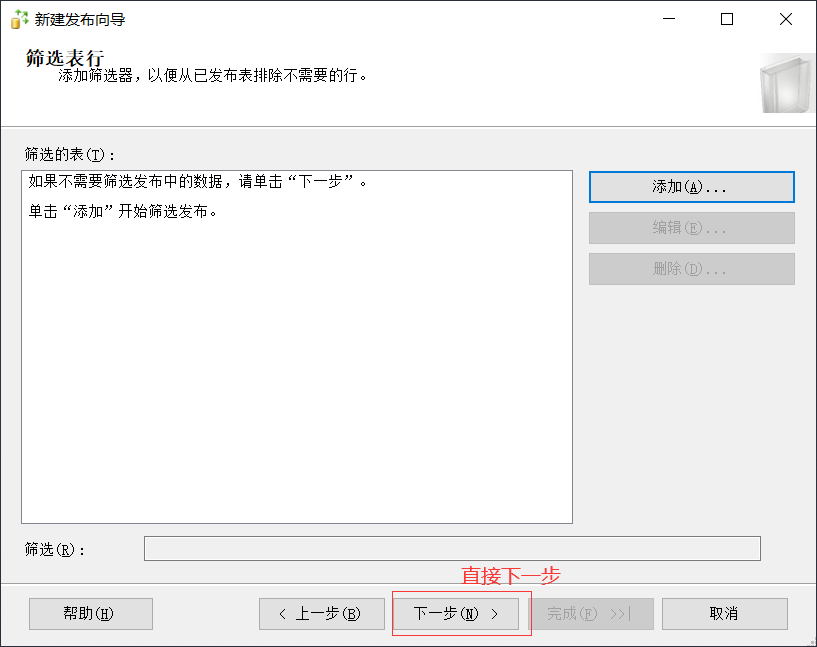 新建发布向导
筛选表行
添加筛选器，以便从已发布表排除不需要的行。
筛选的表(T)：
如果不需要筛选发布中的数据，请单击“下一步”。
单击“添加”开始筛选发布。
添加(A)...
编辑(E)...
删除(D)...
筛选(R)：
直接下一步
帮助(H)
< 上一步(B)
下一步(N) >
完成(F) >>|
取消